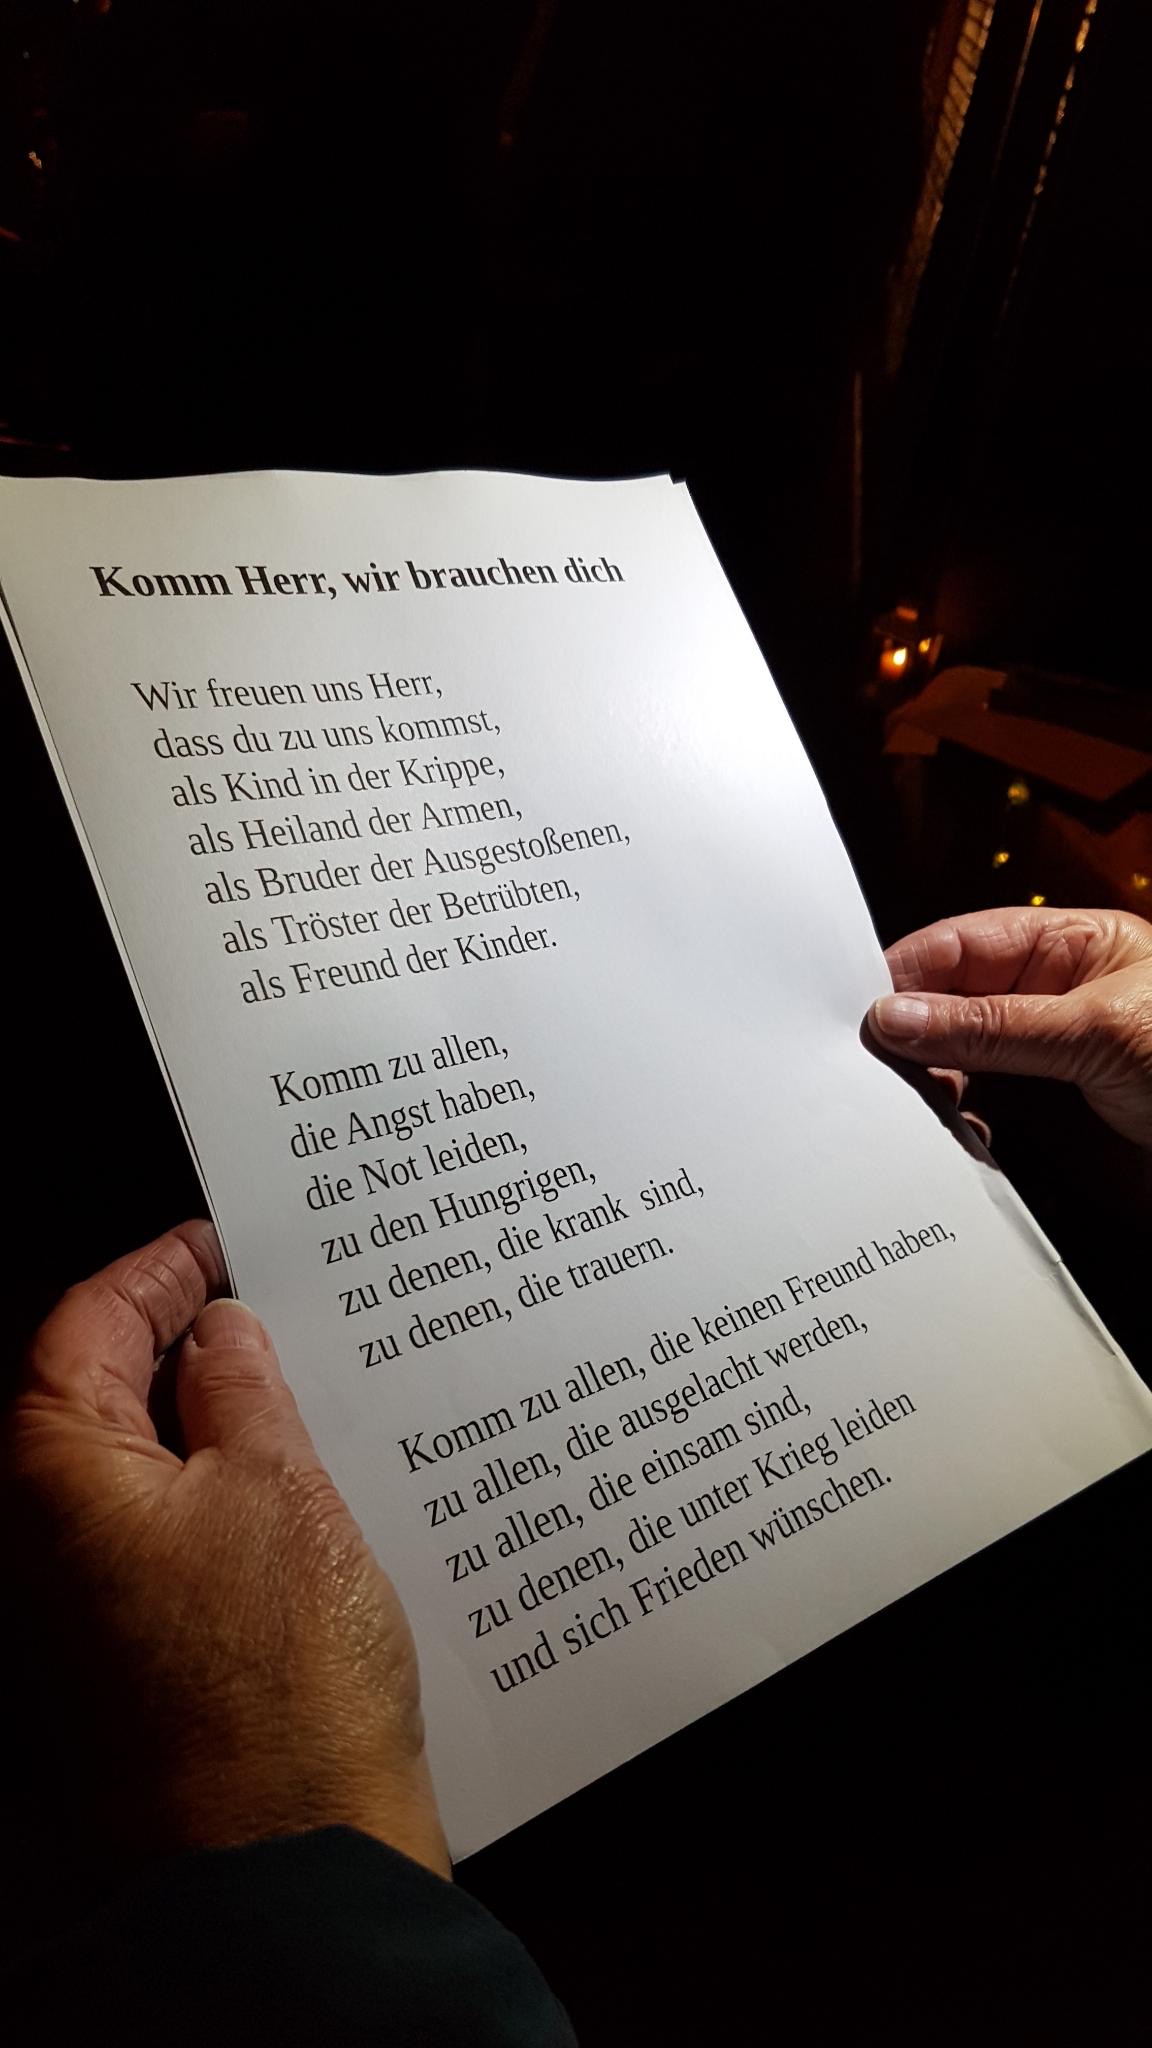 Komm Herr, wir brauchen dich
Wir freuen uns Herr,
dass du zu uns kommst,
als Kind in der Krippe,
als Heiland der Armen,
als Bruder der Ausgestoßenen,
als Tröster der Betrübten,
als Freund der Kinder.
Komm zu allen,
die Angst haben,
die Not leiden,
zu den Hungrigen,
zu denen, die krank  sind,
zu denen, die trauern.
Komm zu allen, die keinen Freund haben,
zu allen, die ausgelacht werden,
zu allen, die einsam sind,
zu denen, die unter Krieg leiden
und sich Frieden wünschen.